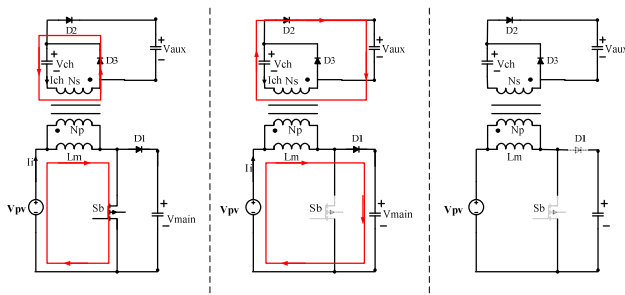 D2
+
Vch
−
D3
+
Vaux
−
Ich
Ns
Np
Lm
D1
Ii
Vpv
+
−
Sb
+
Vmain
−
D2
+
Vch
−
D3
+
Vaux
−
Ich
Ns
Np
Lm
D1
Ii
Vpv
+
−
Sb
+
Vmain
−
D2
+
Vch
−
D3
+
Vaux
−
Ns
Np
Lm
D1
Vpv
+
−
Sb
+
−